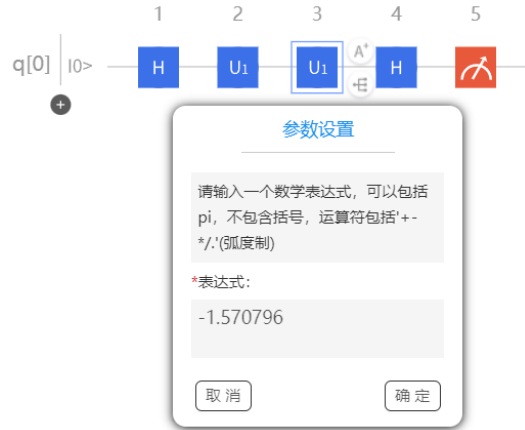 1 2 3 4 5
q[0] |0> H U1 U1 A+ H
+
参数设置
请输入一个数学表达式，可以包括
pi，不包含括号，运算符包括'+-
*/.'(弧度制)
*表达式：
-1.570796
取 消 确 定